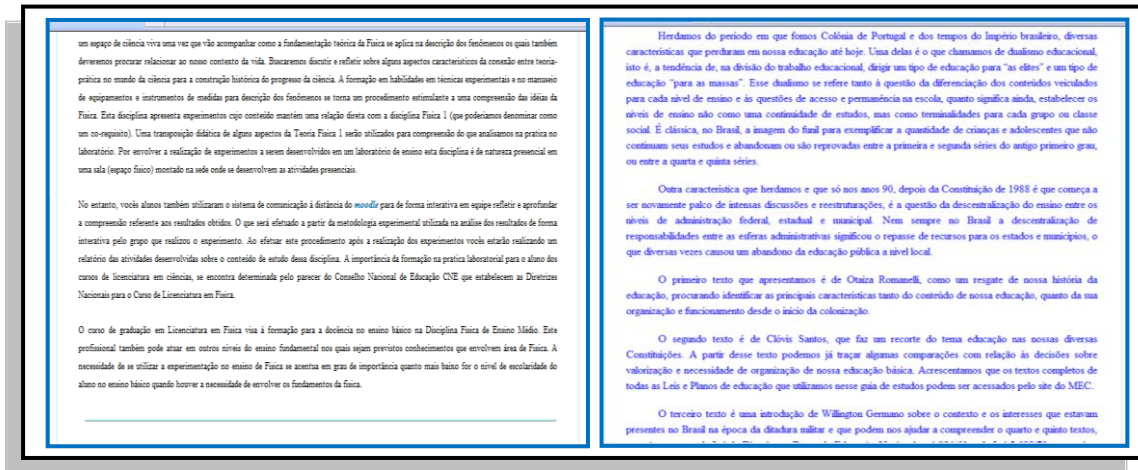 um espaço de ciência viva uma vez que vão acompanhar como a fundamentação teórica da Física se aplica na descrição dos fenômenos os quais também
deveremos procurar relacionar ao nosso contexto da vida. Buscaremos discutir e refletir sobre alguns aspectos característicos da conexão entre teoria-
prática no mundo da ciência para a construção histórica do progresso da ciência. A formação em habilidades em técnicas experimentais e no manuseio
de equipamentos e instrumentos de medidas para descrição dos fenômenos se torna um procedimento estimulante a uma compreensão das idéias da
Física. Esta disciplina apresenta experimentos cujo conteúdo mantém uma relação direta com a disciplina Física 1 (que poderíamos denominar como
um co-requisito). Uma transposição didática de alguns aspectos da Teoria Física 1 serão utilizados para compreensão do que analisamos na pratica no
laboratório. Por envolver a realização de experimentos a serem desenvolvidos em um laboratório de ensino esta disciplina é de natureza presencial em
uma sala (espaço físico) montado na sede onde se desenvolvem as atividades presenciais.
No entanto, vocês alunos também utilizaram o sistema de comunicação à distância do moodle para de forma interativa em equipe refletir e aprofundar
a compreensão referente aos resultados obtidos. O que será efetuado a partir da metodologia experimental utilizada na análise dos resultados de forma
interativa pelo grupo que realizou o experimento. Ao efetuar este procedimento após a realização dos experimentos vocês estarão realizando um
relatório das atividades desenvolvidas sobre o conteúdo de estudo dessa disciplina. A importância da formação na pratica laboratorial para o aluno dos
cursos de licenciatura em ciências, se encontra determinada pelo parecer do Conselho Nacional de Educação CNE que estabelecem as Diretrizes
Nacionais para o Curso de Licenciatura em Física.
O curso de graduação em Licenciatura em Física visa à formação para a docência no ensino básico na Disciplina Física de Ensino Médio. Este
profissional também pode atuar em outros níveis do ensino fundamental nos quais sejam previstos conhecimentos que envolvem área de Física. A
necessidade de se utilizar a experimentação no ensino de Física se acentua em grau de importância quanto mais baixo for o nível de escolaridade do
aluno no ensino básico quando houver a necessidade de envolver os fundamentos da física.
Herdamos do período em que fomos Colônia de Portugal e dos tempos do Império brasileiro, diversas
características que perduram em nossa educação até hoje. Uma delas é o que chamamos de dualismo educacional,
isto é, a tendência de, na divisão do trabalho educacional, dirigir um tipo de educação para "as elites" e um tipo de
educação "para as massas". Esse dualismo se refere tanto à questão da diferenciação dos conteúdos veiculados
para cada nível de ensino e às questões de acesso e permanência na escola, quanto significa ainda, estabelecer os
níveis de ensino não como uma continuidade de estudos, mas como terminalidades para cada grupo ou classe
social. É clássica, no Brasil, a imagem do funil para exemplificar a quantidade de crianças e adolescentes que não
continuam seus estudos e abandonam ou são reprovadas entre a primeira e segunda séries do antigo primeiro grau,
ou entre a quarta e quinta séries.
Outra característica que herdamos e que só nos anos 90, depois da Constituição de 1988 é que começa a
ser novamente palco de intensas discussões e reestruturações, é a questão da descentralização do ensino entre os
níveis de administração federal, estadual e municipal. Nem sempre no Brasil a descentralização de
responsabilidades entre as esferas administrativas significou o repasse de recursos para os estados e municípios, o
que diversas vezes causou um abandono da educação pública a nível local.
O primeiro texto que apresentamos é de Otaíza Romanelli, como um resgate de nossa história da
educação, procurando identificar as principais características tanto do conteúdo de nossa educação, quanto da sua
organização e funcionamento desde o início da colonização.
O segundo texto é de Clóvis Santos, que faz um recorte do tema educação nas nossas diversas
Constituições. A partir desse texto podemos já traçar algumas comparações com relação às decisões sobre
valorização e necessidade de organização de nossa educação básica. Acrescentamos que os textos completos de
todas as Leis e Planos de educação que utilizamos nesse guia de estudos podem ser acessados pelo site do MEC.
O terceiro texto é uma introdução de Willington Germano sobre o contexto e os interesses que estavam
presentes no Brasil na época da ditadura militar e que podem nos ajudar a compreender o quarto e quinto textos,